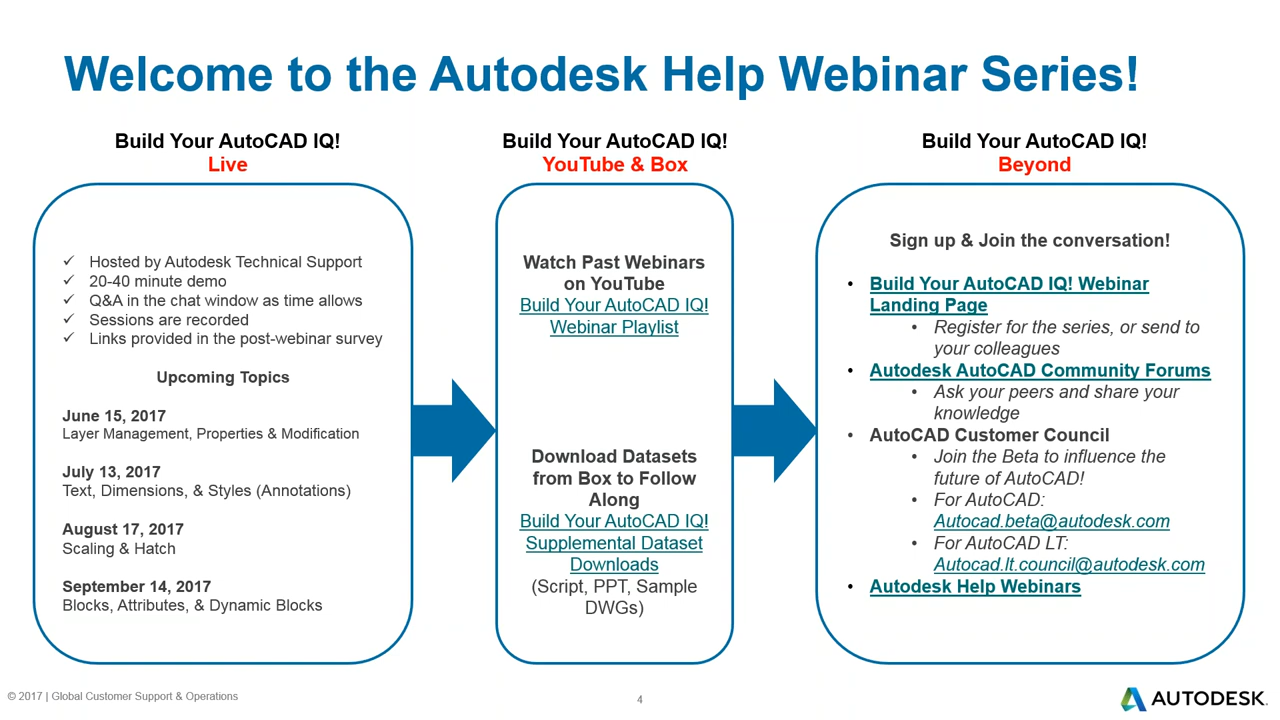 Welcome to the Autodesk Help Webinar Series!
Build Your AutoCAD IQ!
Live
✓ Hosted by Autodesk Technical Support
✓ 20-40 minute demo
✓ Q&A in the chat window as time allows
✓ Sessions are recorded
✓ Links provided in the post-webinar survey
Upcoming Topics
June 15, 2017
Layer Management, Properties & Modification
July 13, 2017
Text, Dimensions, & Styles (Annotations)
August 17, 2017
Scaling & Hatch
September 14, 2017
Blocks, Attributes, & Dynamic Blocks
Build Your AutoCAD IQ!
YouTube & Box
Watch Past Webinars
on YouTube
Build Your AutoCAD IQ!
Webinar Playlist
Download Datasets
from Box to Follow
Along
Build Your AutoCAD IQ!
Supplemental Dataset
Downloads
(Script, PPT, Sample
DWGs)
Build Your AutoCAD IQ!
Beyond
Sign up & Join the conversation!
• Build Your AutoCAD IQ! Webinar
Landing Page
• Register for the series, or send to
your colleagues
• Autodesk AutoCAD Community Forums
• Ask your peers and share your
knowledge
• AutoCAD Customer Council
• Join the Beta to influence the
future of AutoCAD!
• For AutoCAD:
Autocad.beta@autodesk.com
• For AutoCAD LT:
Autocad.lt.council@autodesk.com
• Autodesk Help Webinars
© 2017 | Global Customer Support & Operations
4
AUTODESK.